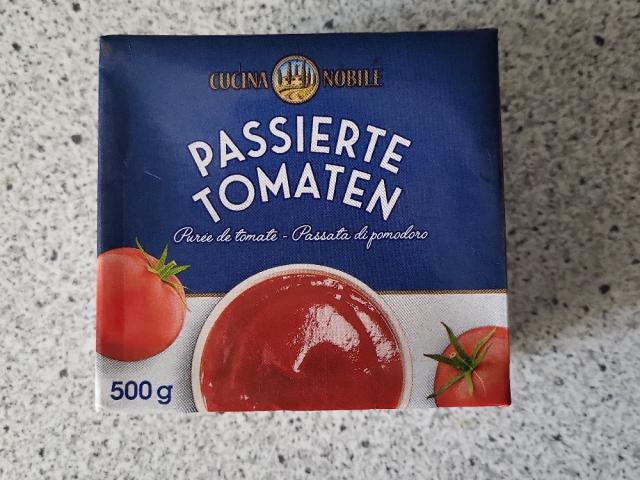 CUCINA NOBILE
PASSIERTE
TOMATEN
Purée de tomate - Passata di pomodoro
500 g